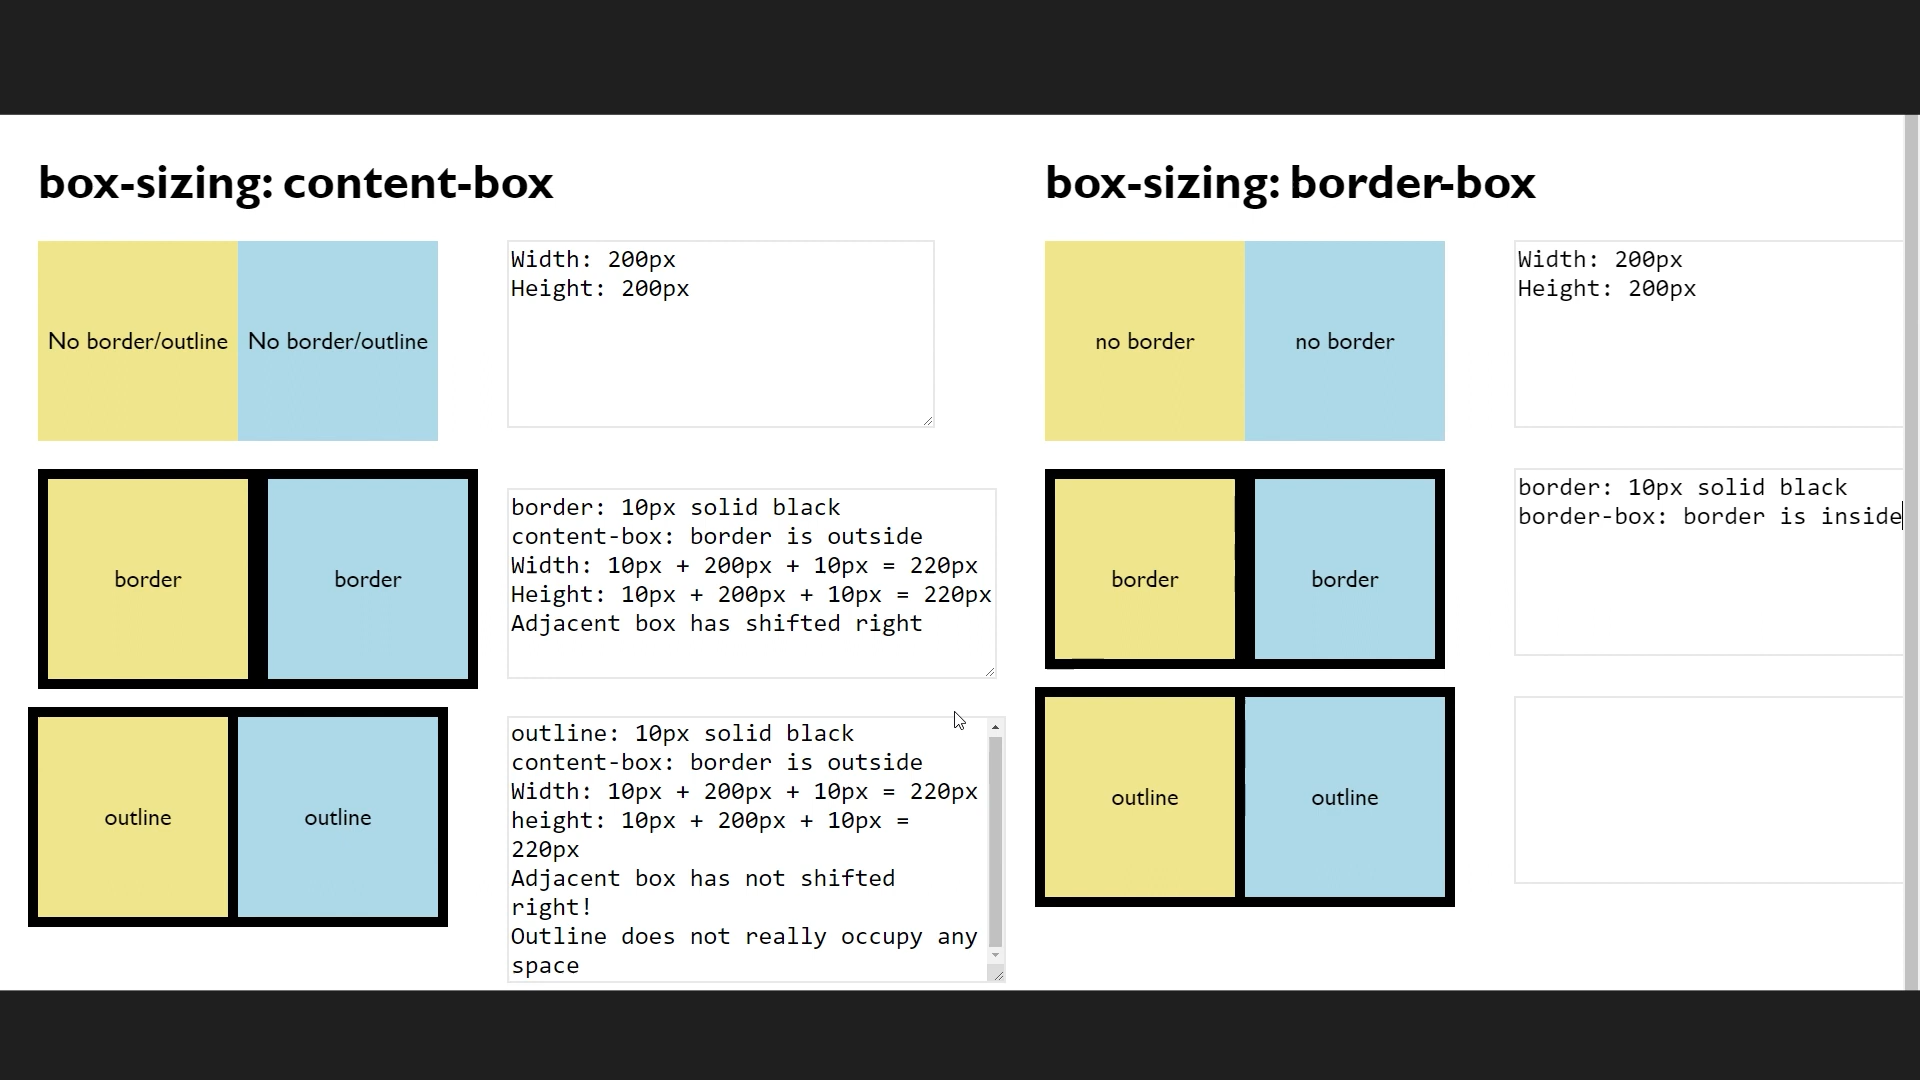 box-sizing: content-box
No border/outline
No border/outline
Width: 200px
Height: 200px
border
border
border: 10px solid black
content-box: border is outside
Width: 10px + 200px + 10px = 220px
Height: 10px + 200px + 10px = 220px
Adjacent box has shifted right
outline
outline
outline: 10px solid black
content-box: border is outside
Width: 10px + 200px + 10px = 220px
height: 10px + 200px + 10px =
220px
Adjacent box has not shifted
right!
Outline does not really occupy any
space
box-sizing: border-box
no border
no border
Width: 200px
Height: 200px
border
border
border: 10px solid black
border-box: border is inside
outline
outline